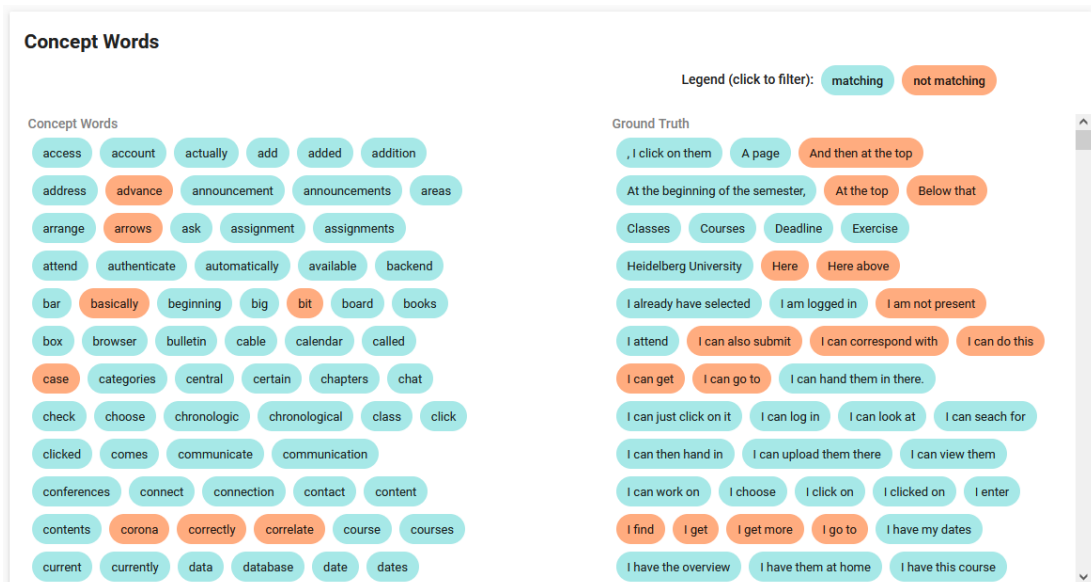 Concept Words
Legend (click to filter): matching not matching
Concept Words
access account actually add added addition
address advance announcement announcements areas
arrange arrows ask assignment assignments
attend authenticate automatically available backend
bar basically beginning big bit board books
box browser bulletin cable calendar called
case categories central certain chapters chat
check choose chronologic chronological class click
clicked comes communicate communication
conferences connect connection contact content
contents corona correctly correlate course courses
current currently data database date dates
Ground Truth
, I click on them A page And then at the top
At the beginning of the semester, At the top Below that
Classes Courses Deadline Exercise
Heidelberg University Here Here above
I already have selected I am logged in I am not present
I attend I can also submit I can correspond with I can do this
I can get I can go to I can hand them in there.
I can just click on it I can log in I can look at I can seach for
I can then hand in I can upload them there I can view them
I can work on I choose I click on I clicked on I enter
I find I get I get more I go to I have my dates
I have the overview I have them at home I have this course